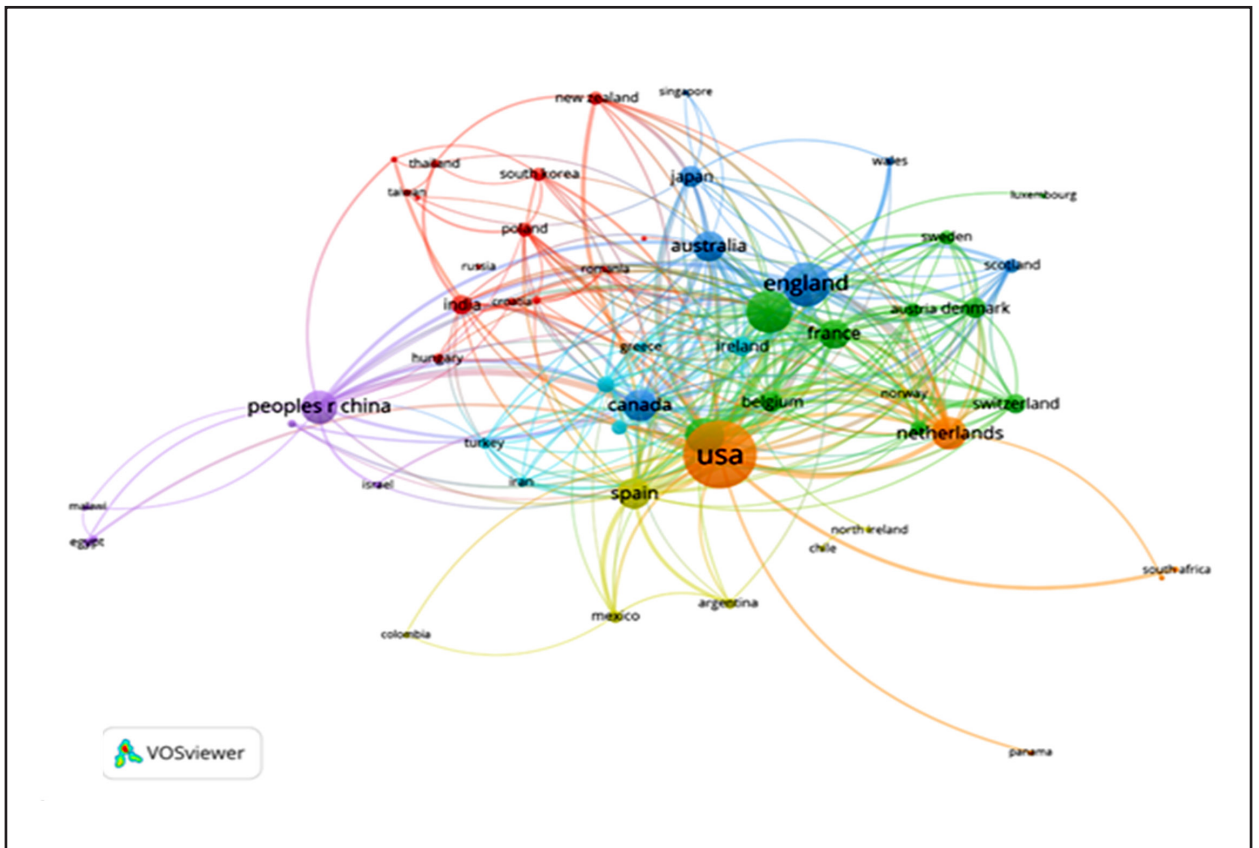 new zealand
singapore
thailand
wales
south korea
japan
taiwan
luxembourg
poland
sweden
australia
russia
romania
scotland
england
india
croatia
austria
denmark
france
greece
ireland
hungary
norway
peoples r china
canada
belgium
switzerland
netherlands
turkey
usa
israel
iran
spain
malawi
north ireland
egypt
chile
south africa
argentina
mexico
colombia
panama
VOSviewer